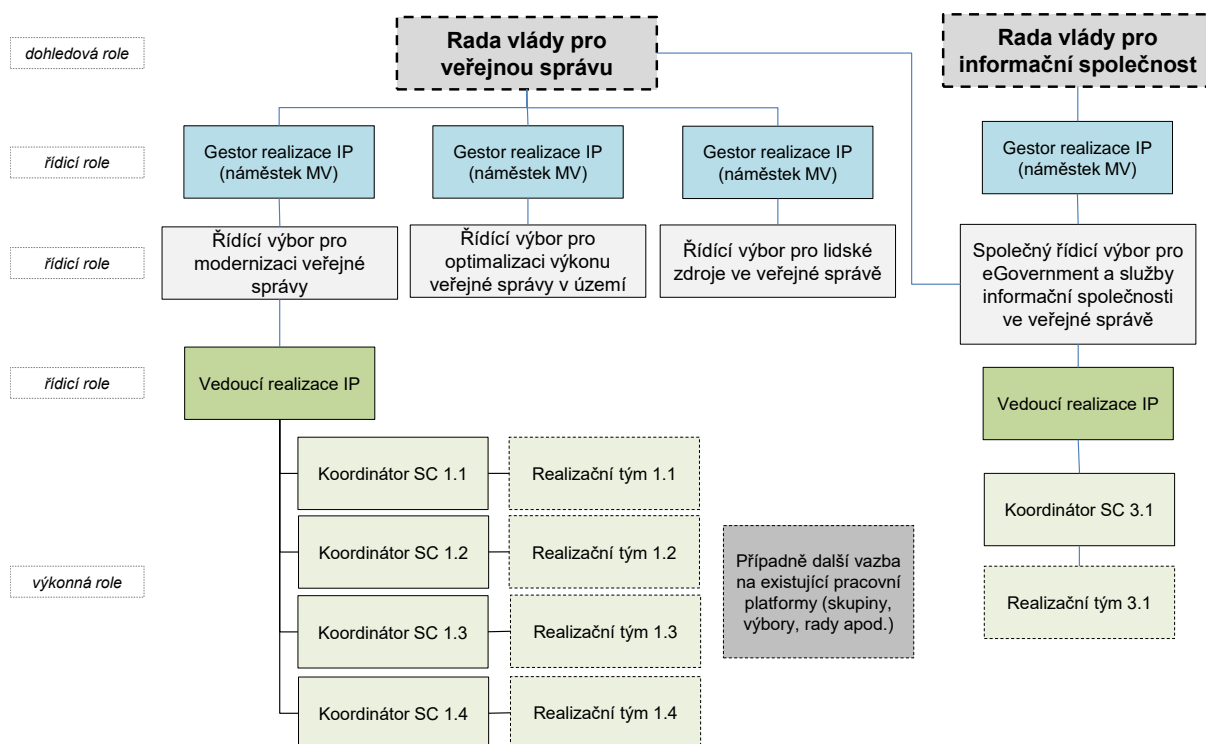 dohledová role
Rada vlády pro
veřejnou správu
Rada vlády pro
informační společnost
řídicí role
Gestor realizace IP
(náměstek MV)
Gestor realizace IP
(náměstek MV)
Gestor realizace IP
(náměstek MV)
Gestor realizace IP
(náměstek MV)
řídicí role
Řídící výbor pro
modernizaci veřejné
správy
Řídící výbor pro
optimalizaci výkonu
veřejné správy v území
Řídící výbor pro lidské
zdroje ve veřejné správě
Společný řídicí výbor pro
eGovernment a služby
informační společnosti
ve veřejné správě
řídicí role
Vedoucí realizace IP
Vedoucí realizace IP
výkonná role
Koordinátor SC 1.1
Realizační tým 1.1
Koordinátor SC 1.2
Realizační tým 1.2
Koordinátor SC 1.3
Realizační tým 1.3
Koordinátor SC 1.4
Realizační tým 1.4
Případně další vazba
na existující pracovní
platformy (skupiny,
výbory, rady apod.)
Koordinátor SC 3.1
Realizační tým 3.1